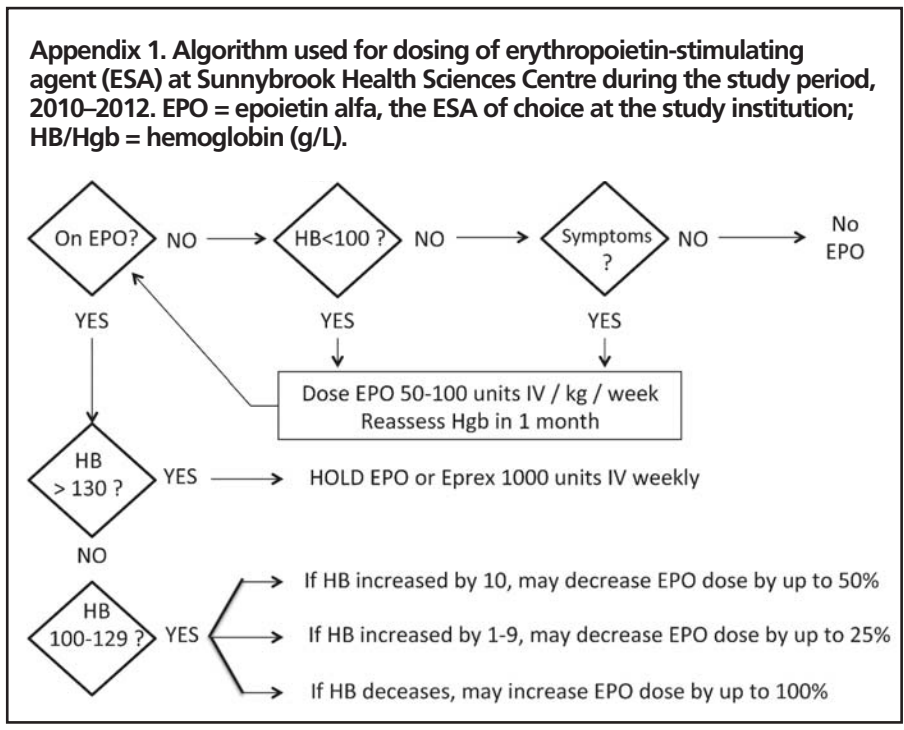 Appendix 1. Algorithm used for dosing of erythropoietin-stimulating
agent (ESA) at Sunnybrook Health Sciences Centre during the study period,
2010–2012. EPO = epoietin alfa, the ESA of choice at the study institution;
HB/Hgb = hemoglobin (g/L).
On EPO?
NO
HB<100 ?
NO
Symptoms
?
NO
No
EPO
YES
YES
YES
Dose EPO 50-100 units IV / kg / week
Reassess Hgb in 1 month
HB
> 130 ?
YES
HOLD EPO or Eprex 1000 units IV weekly
NO
HB
100-129 ?
YES
If HB increased by 10, may decrease EPO dose by up to 50%
If HB increased by 1-9, may decrease EPO dose by up to 25%
If HB deceases, may increase EPO dose by up to 100%